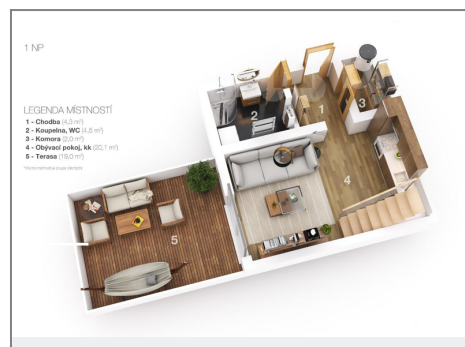 1 NP
LEGENDA MÍSTNOSTÍ
1 - Chodba (4,3 m²)
2 - Koupelna, WC (4,6 m²)
3 - Komora (2,0 m²)
4 - Obývací pokoj, kk (20,1 m²)
5 - Terasa (19,0 m²)
2
1
3
4
5